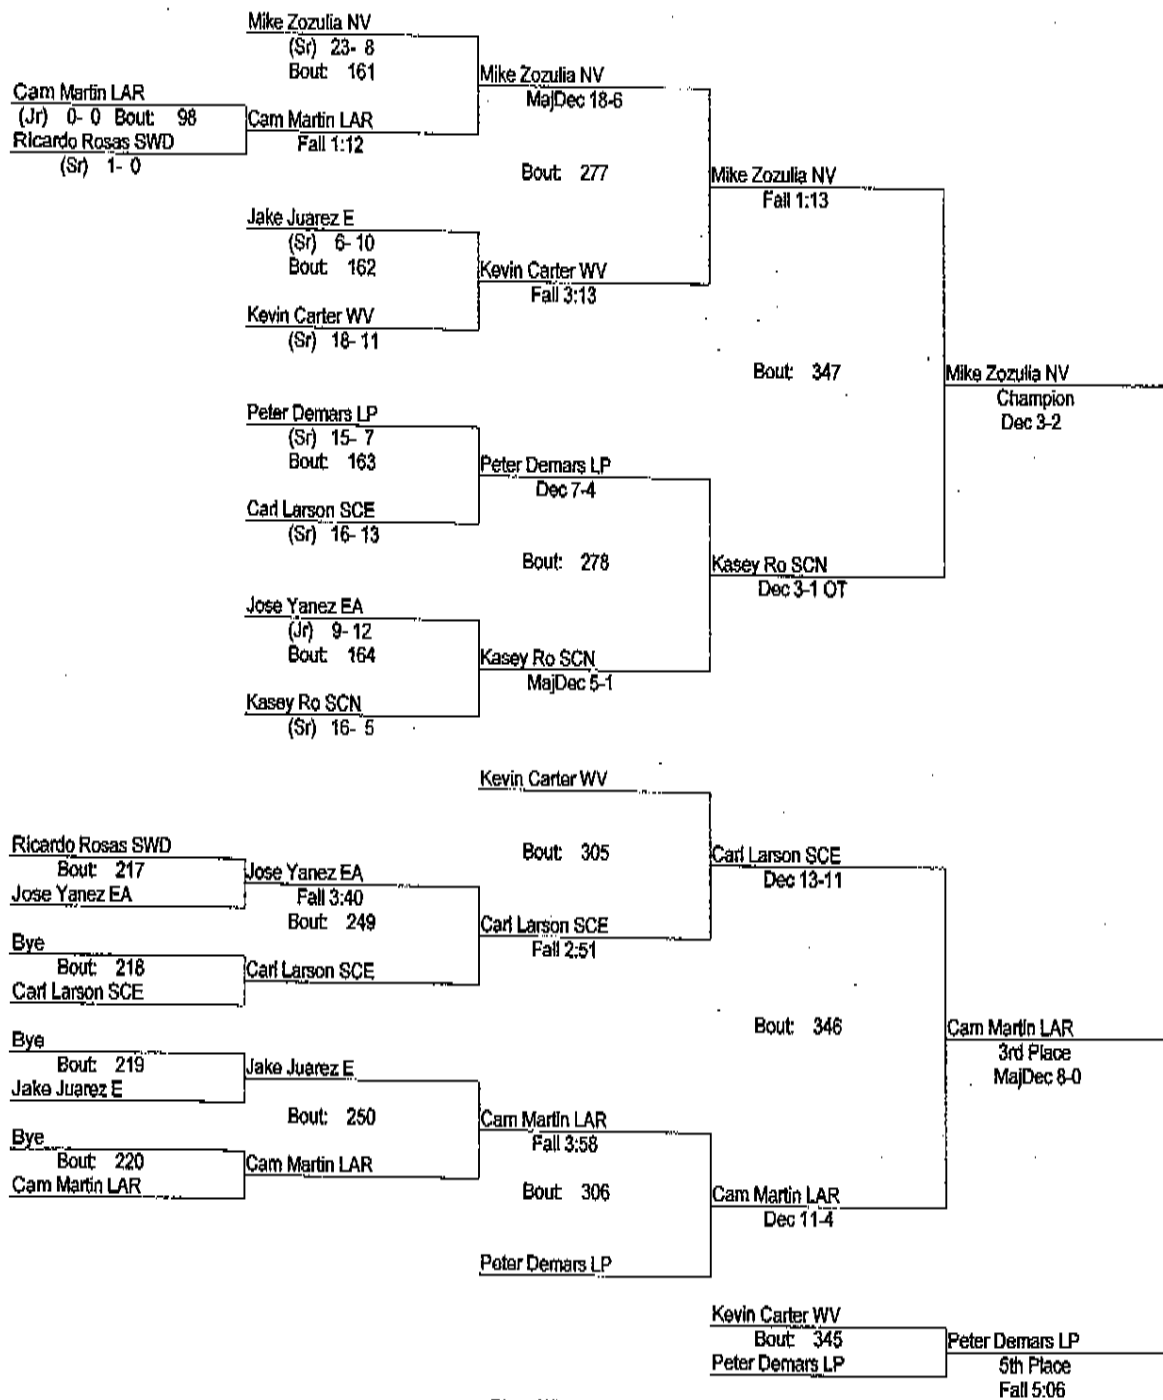 Mike Zozulia NV
(Sr) 23- 8
Bout: 161
Cam Martin LAR
(Jr) 0- 0 Bout: 98
Ricardo Rosas SWD
(Sr) 1- 0
Cam Martin LAR
Fall 1:12
Mike Zozulia NV
MajDec 18-6
Bout: 277
Jake Juarez E
(Sr) 6- 10
Bout: 162
Kevin Carter WV
(Sr) 18- 11
Kevin Carter WV
Fall 3:13
Mike Zozulia NV
Fall 1:13
Bout: 347
Mike Zozulia NV
Champion
Dec 3-2
Peter Demars LP
(Sr) 15- 7
Bout: 163
Carl Larson SCE
(Sr) 16- 13
Peter Demars LP
Dec 7-4
Bout: 278
Kasey Ro SCN
Dec 3-1 OT
Jose Yanez EA
(Jr) 9- 12
Bout: 164
Kasey Ro SCN
(Sr) 16- 5
Kasey Ro SCN
MajDec 5-1
Kevin Carter WV
Bout: 305
Carl Larson SCE
Dec 13-11
Ricardo Rosas SWD
Bout: 217
Jose Yanez EA
Jose Yanez EA
Fall 3:40
Bout: 249
Carl Larson SCE
Fall 2:51
Bye
Bout: 218
Carl Larson SCE
Carl Larson SCE
Bye
Bout: 219
Jake Juarez E
Jake Juarez E
Bout: 250
Bye
Bout: 220
Cam Martin LAR
Cam Martin LAR
Cam Martin LAR
Fall 3:58
Bout: 306
Peter Demars LP
Cam Martin LAR
Dec 11-4
Bout: 346
Cam Martin LAR
3rd Place
MajDec 8-0
Kevin Carter WV
Bout: 345
Peter Demars LP
Peter Demars LP
5th Place
Fall 5:06